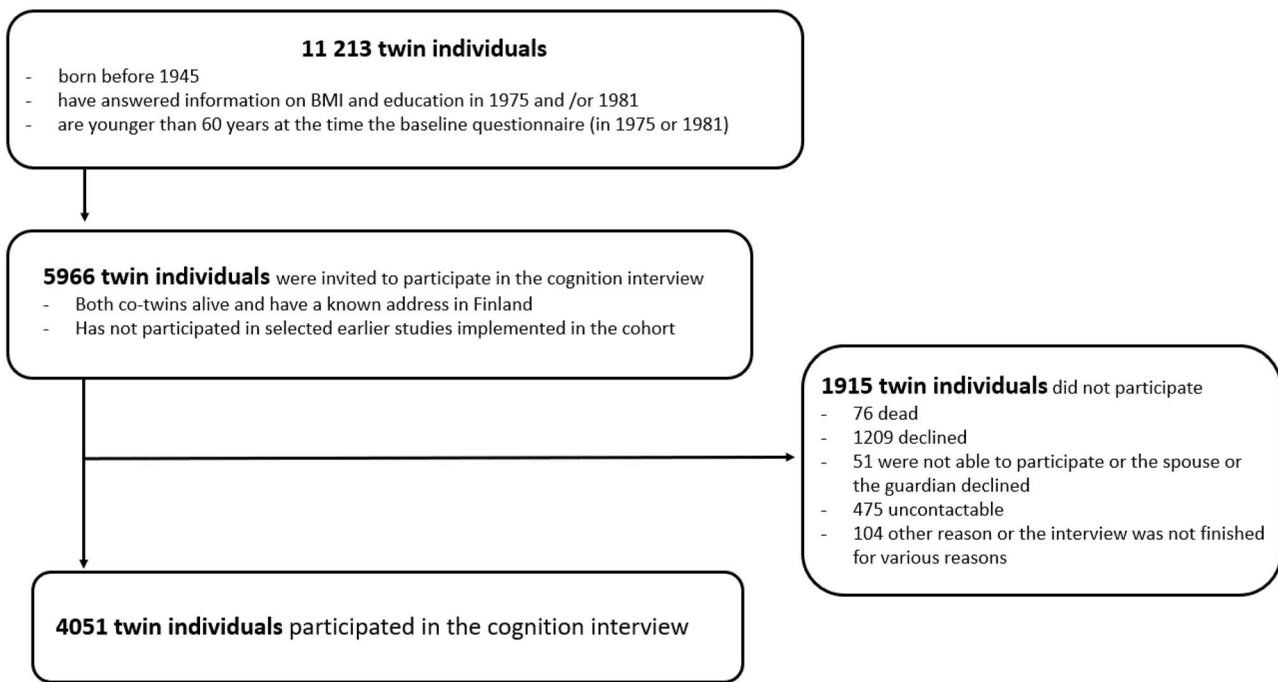 11 213 twin individuals
- born before 1945
- have answered information on BMI and education in 1975 and /or 1981
- are younger than 60 years at the time the baseline questionnaire (in 1975 or 1981)
5966 twin individuals were invited to participate in the cognition interview
- Both co-twins alive and have a known address in Finland
- Has not participated in selected earlier studies implemented in the cohort
1915 twin individuals did not participate
- 76 dead
- 1209 declined
- 51 were not able to participate or the spouse or
the guardian declined
- 475 uncontactable
- 104 other reason or the interview was not finished
for various reasons
4051 twin individuals participated in the cognition interview